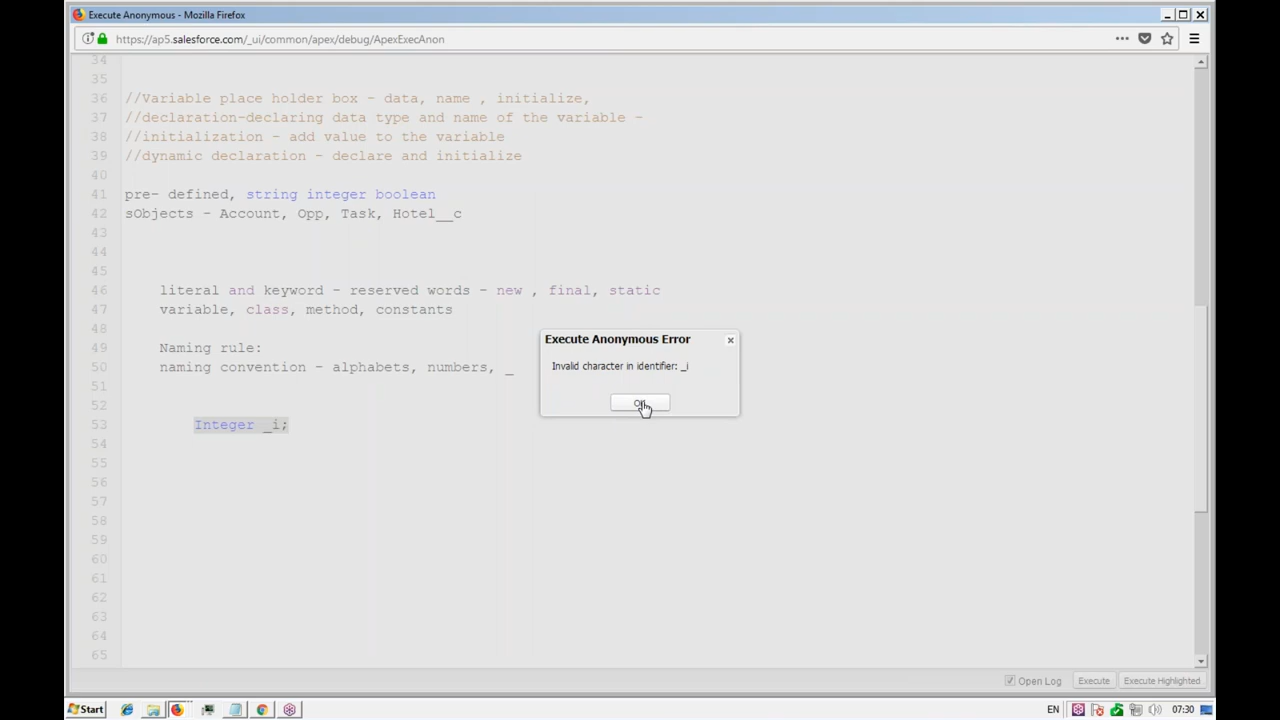 Execute Anonymous - Mozilla Firefox
https://ap5.salesforce.com/_ui/common/apex/debug/ApexExecAnon
34
35
36 //Variable place holder box - data, name , initialize,
37 //declaration-declaring data type and name of the variable -
38 //initialization - add value to the variable
39 //dynamic declaration - declare and initialize
40
41 pre- defined, string integer boolean
42 sObjects - Account, Opp, Task, Hotel__c
43
44
45
46 literal and keyword - reserved words - new , final, static
47 variable, class, method, constants
48
49 Naming rule:
50 naming convention - alphabets, numbers, _
51
52
53 Integer _i;
54
55
56
57
58
59
60
61
62
63
64
65
Execute Anonymous Error
Invalid character in identifier: _i
OK
Open Log Execute Execute Highlighted
Start EN 07:30